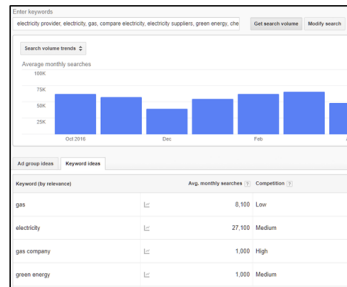 Enter keywords
electricity provider, electricity, gas, compare electricity, electricity suppliers, green energy, che
Get search volume
Modify search
Search volume trends
Average monthly searches
100K
75K
50K
25K
Oct 2016
Dec
Feb
Ad group ideas
Keyword ideas
Keyword (by relevance)
Avg. monthly searches ?
Competition ?
gas
8,100
Low
electricity
27,100
Medium
gas company
1,000
High
green energy
1,000
Medium